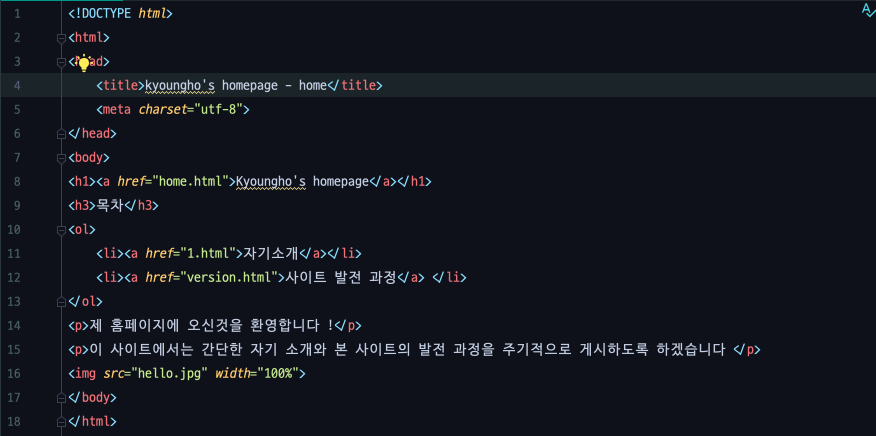 1 <!DOCTYPE html>
2 <html>
3 <head>
4 <title>kyoungho's homepage - home</title>
5 <meta charset="utf-8">
6 </head>
7 <body>
8 <h1><a href="home.html">Kyoungho's homepage</a></h1>
9 <h3>목차</h3>
10 <ol>
11 <li><a href="1.html">자기소개</a></li>
12 <li><a href="version.html">사이트 발전 과정</a> </li>
13 </ol>
14 <p>제 홈페이지에 오신것을 환영합니다 !</p>
15 <p>이 사이트에서는 간단한 자기 소개와 본 사이트의 발전 과정을 주기적으로 게시하도록 하겠습니다 </p>
16 <img src="hello.jpg" width="100%">
17 </body>
18 </html>